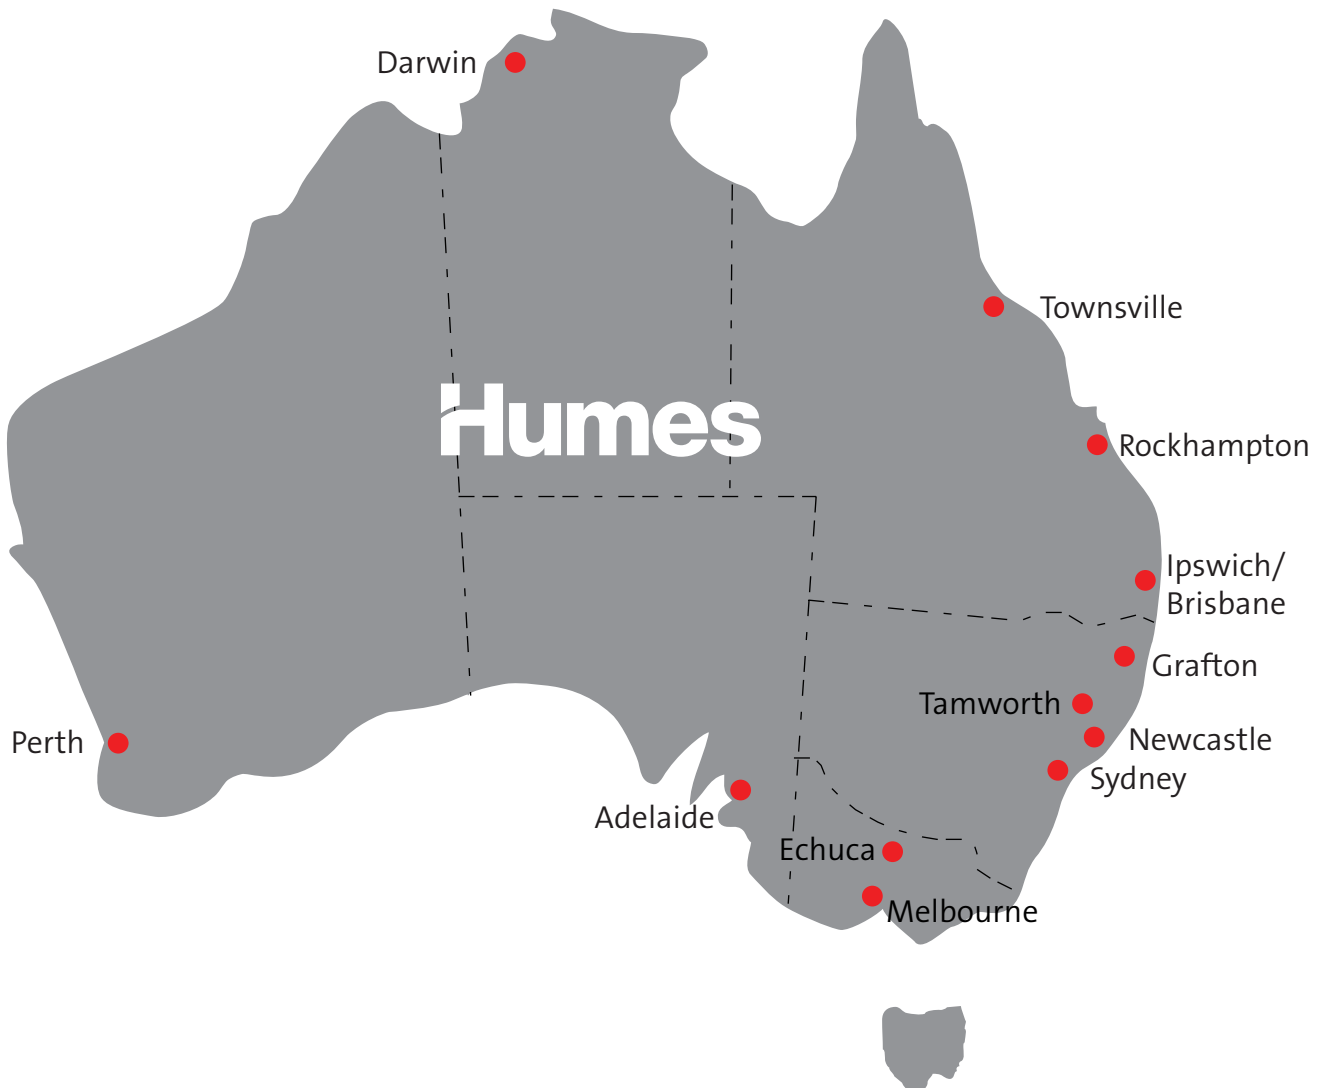 Darwin
Townsville
Humes
Rockhampton
Ipswich/
Brisbane
Grafton
Tamworth
Perth
Newcastle
Sydney
Adelaide
Echuca
Melbourne